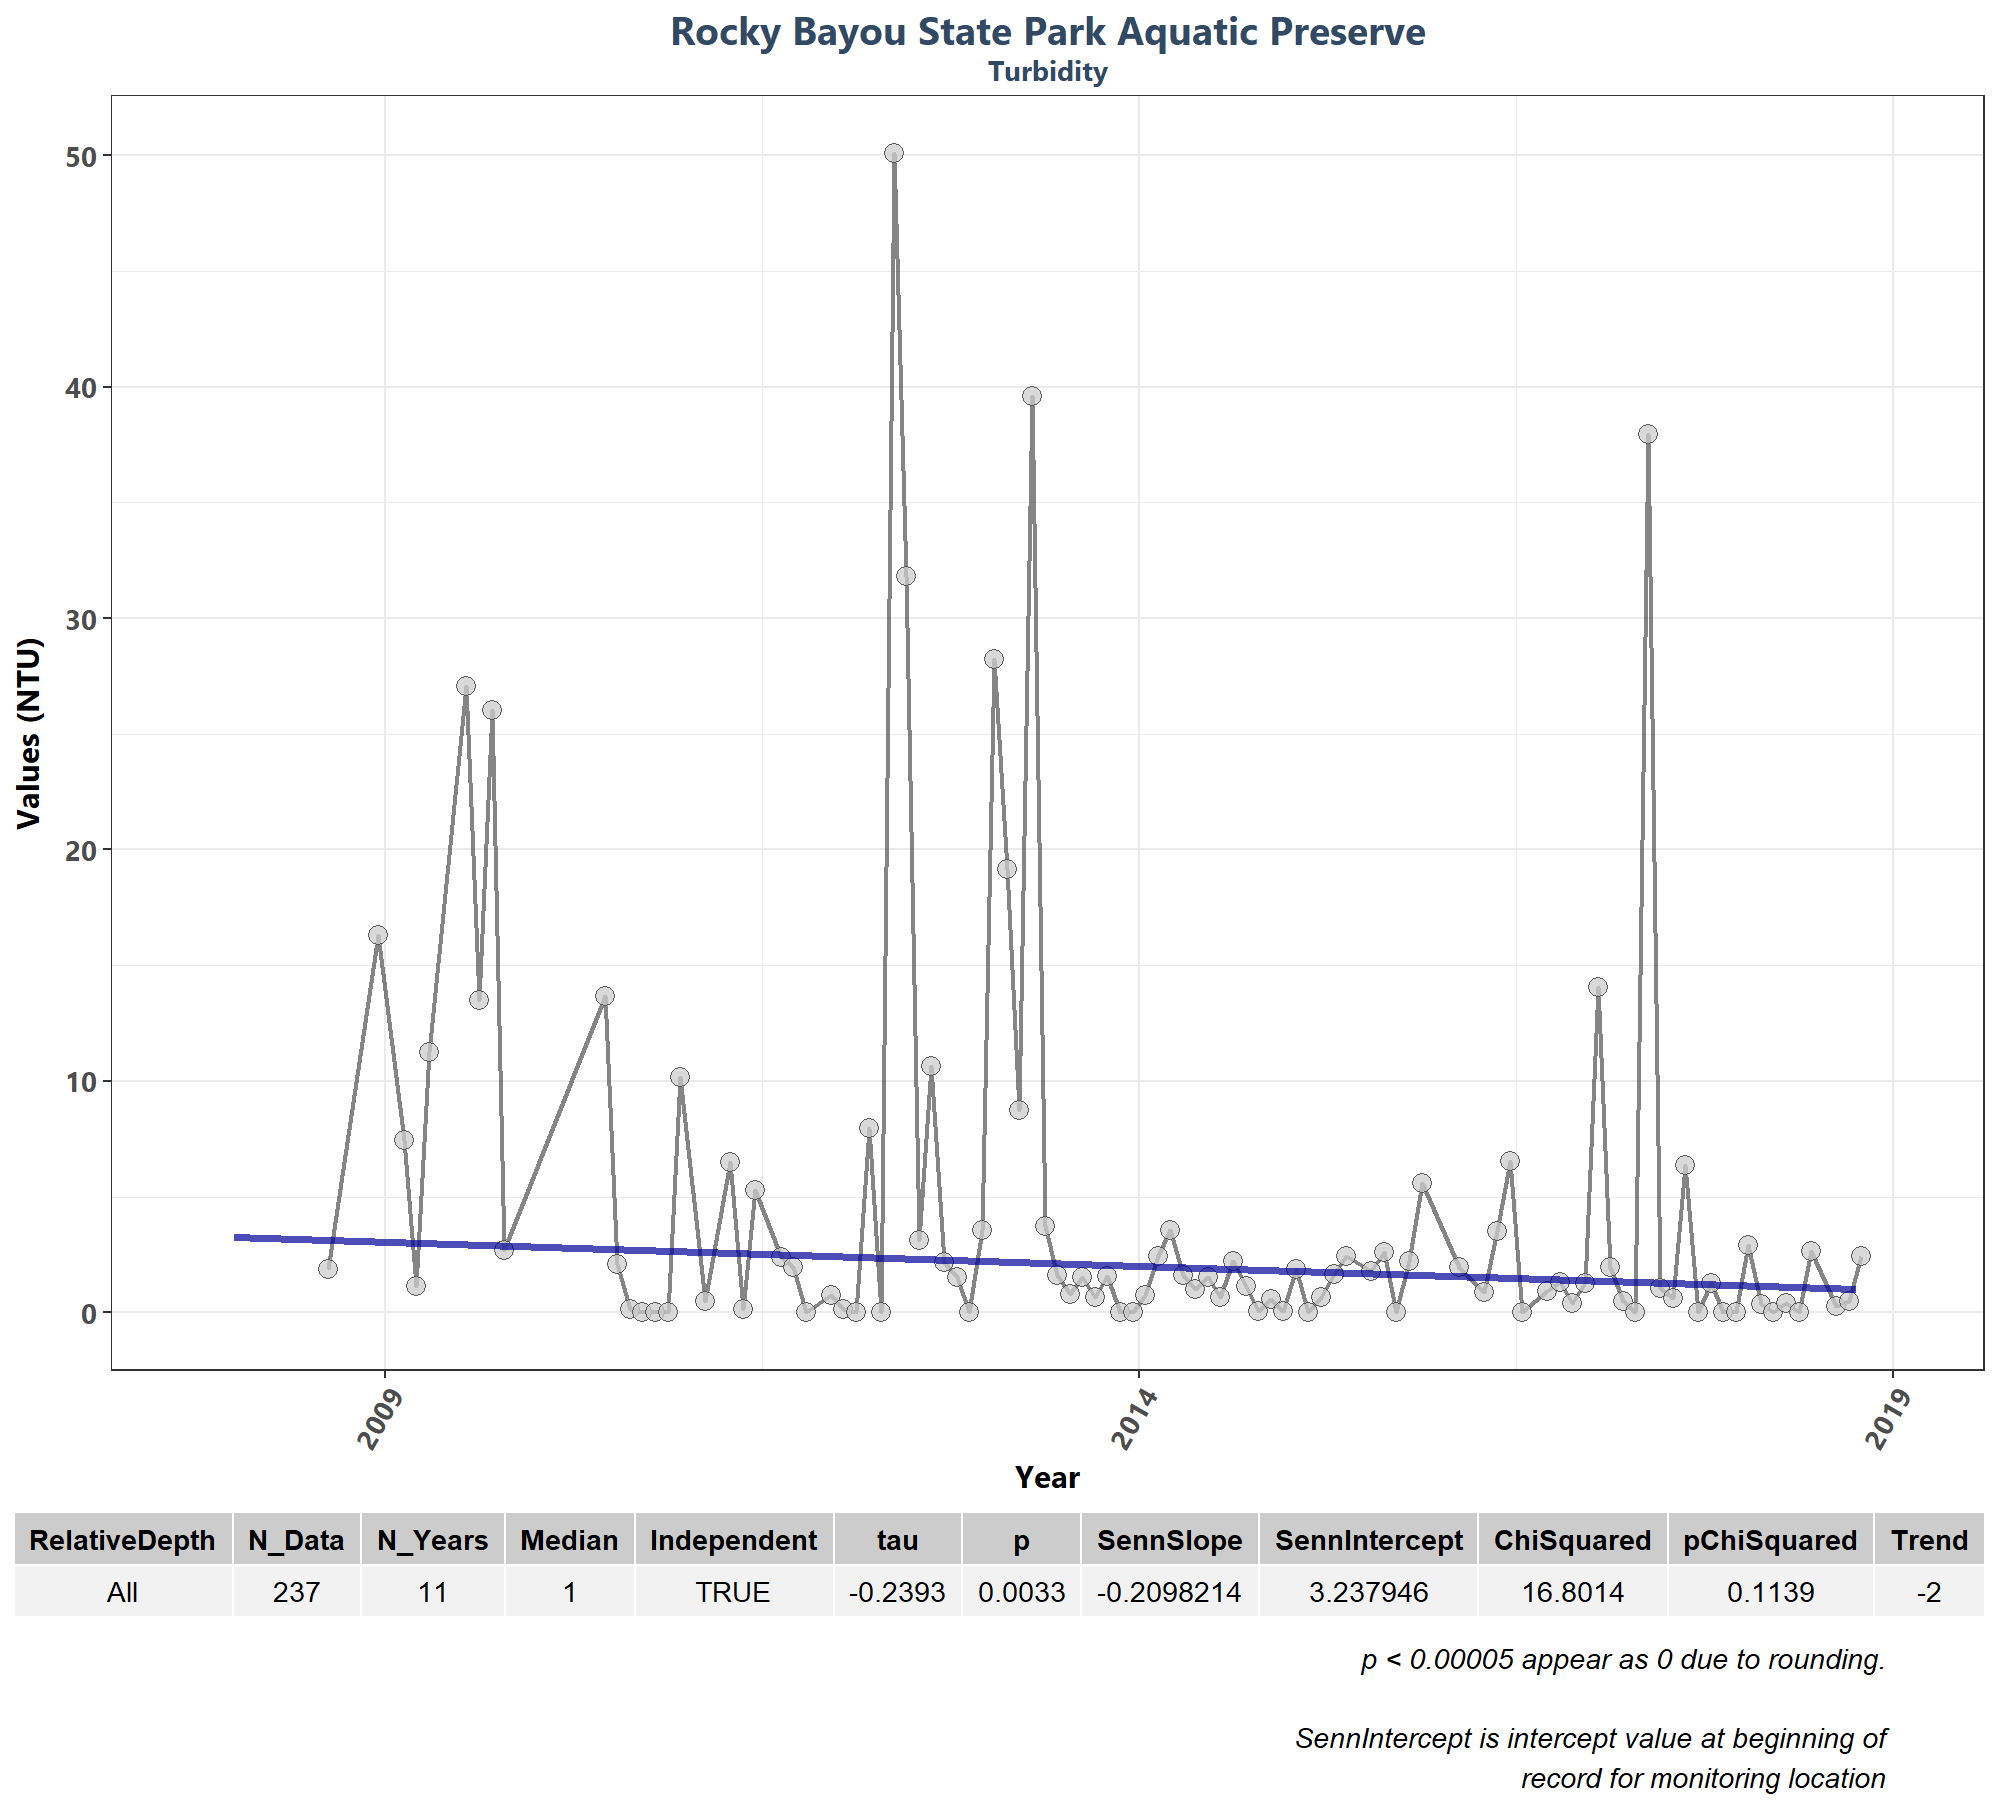 Rocky Bayou State Park Aquatic Preserve
Turbidity
Values (NTU)
50
40
30
20
10
0
2009 2014 2019
Year
RelativeDepth N_Data N_Years Median Independent tau p SennSlope SennIntercept ChiSquared pChiSquared Trend
All 237 11 1 TRUE -0.2393 0.0033 -0.2098214 3.237946 16.8014 0.1139 -2
p < 0.00005 appear as 0 due to rounding.
SennIntercept is intercept value at beginning of
record for monitoring location